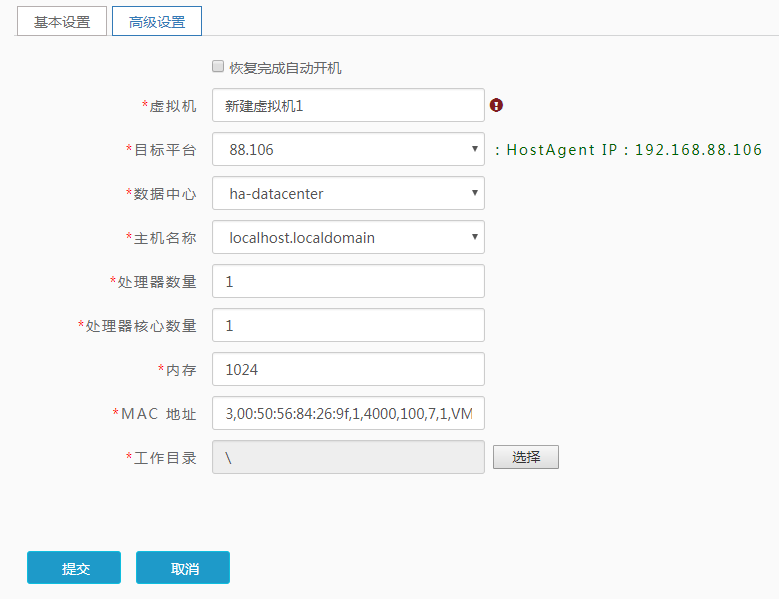 基本设置 高级设置
恢复完成自动开机
*虚拟机 新建虚拟机1
*目标平台 88.106 : HostAgent IP : 192.168.88.106
*数据中心 ha-datacenter
*主机名称 localhost.localdomain
*处理器数量 1
*处理器核心数量 1
*内存 1024
*MAC 地址 3,00:50:56:84:26:9f,1,4000,100,7,1,VM
*工作目录 \ 选择
提交 取消